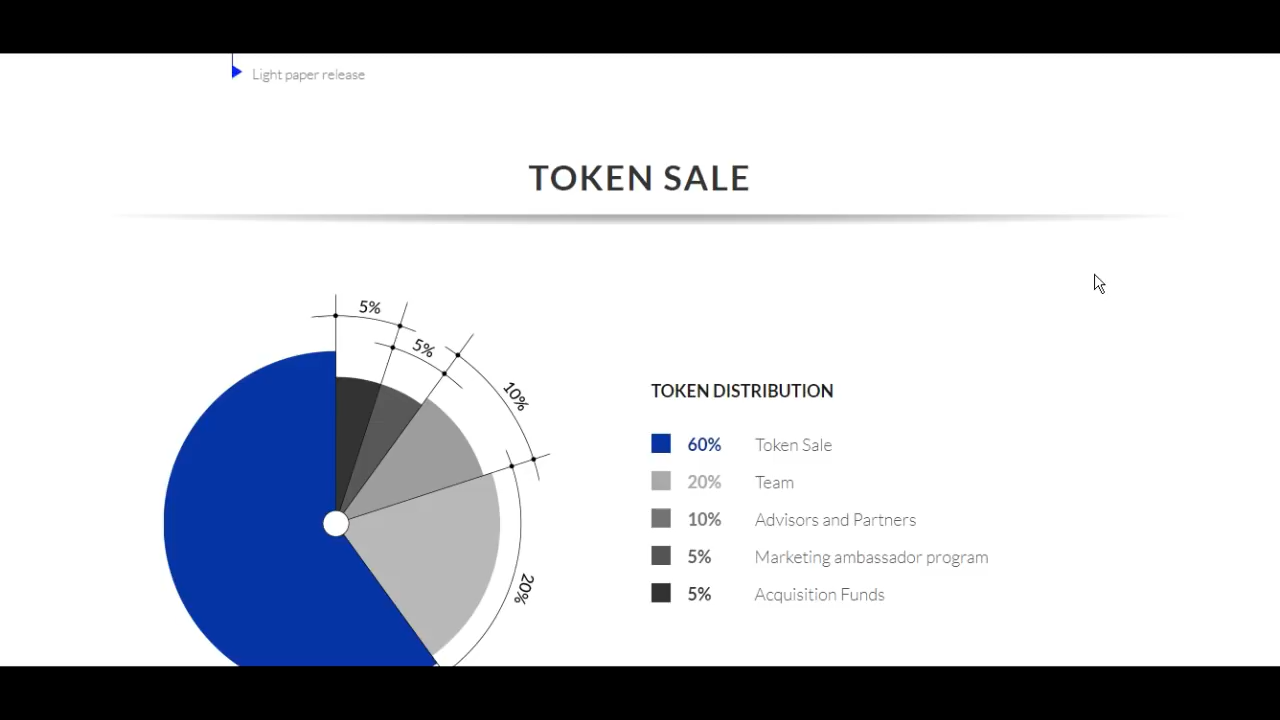 Light paper release
TOKEN SALE
5%
5%
10%
20%
TOKEN DISTRIBUTION
60% Token Sale
20% Team
10% Advisors and Partners
5% Marketing ambassador program
5% Acquisition Funds